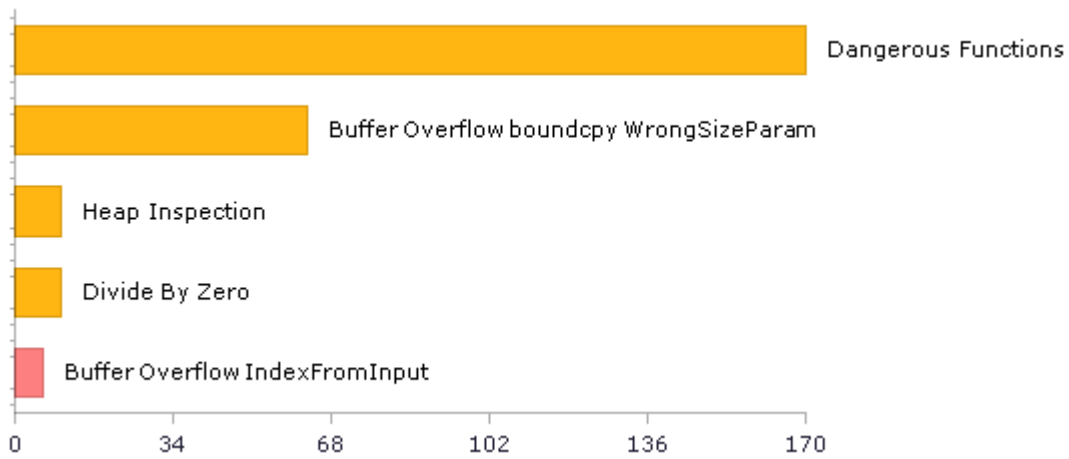 Dangerous Functions
Buffer Overflow boundcpy WrongSizeParam
Heap Inspection
Divide By Zero
Buffer Overflow IndexFromInput
0 34 68 102 136 170